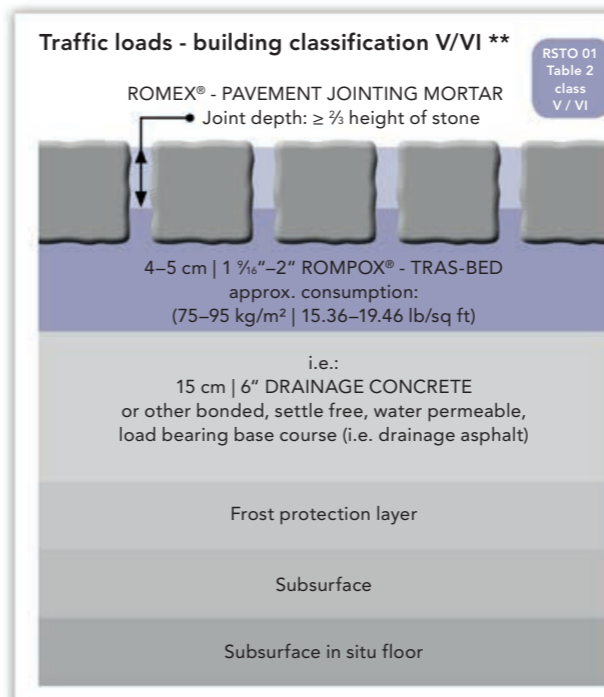 Traffic loads - building classification V/VI **
RSTO 01
Table 2
class
V / VI
ROMEX® - PAVEMENT JOINTING MORTAR
Joint depth: ≥ ⅔ height of stone
4–5 cm | 1 ⁹⁄₁₆“–2“ ROMPOX® - TRAS-BED
approx. consumption:
(75–95 kg/m² | 15.36–19.46 lb/sq ft)
i.e.:
15 cm | 6“ DRAINAGE CONCRETE
or other bonded, settle free, water permeable,
load bearing base course (i.e. drainage asphalt)
Frost protection layer
Subsurface
Subsurface in situ floor